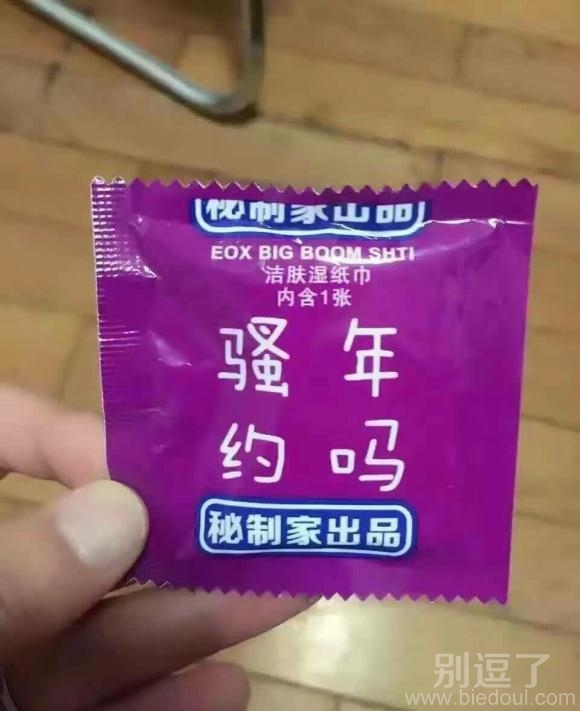 秘制家出品
EOX BIG BOOM SHTI
洁肤湿纸巾
内含1张
骚年
约吗
秘制家出品
别逗了
www.biedoul.com